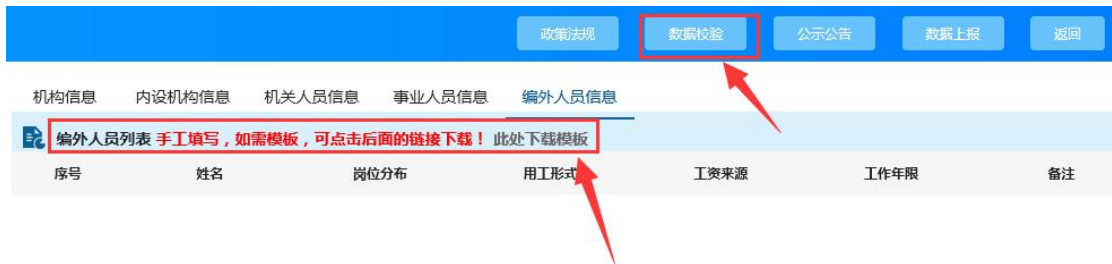 政策法规 数据校验 公示公告 数据上报 返回
机构信息 内设机构信息 机关人员信息 事业人员信息 编外人员信息
编外人员列表 手工填写，如需模板，可点击后面的链接下载！ 此处下载模板
序号 姓名 岗位分布 用工形式 工资来源 工作年限 备注